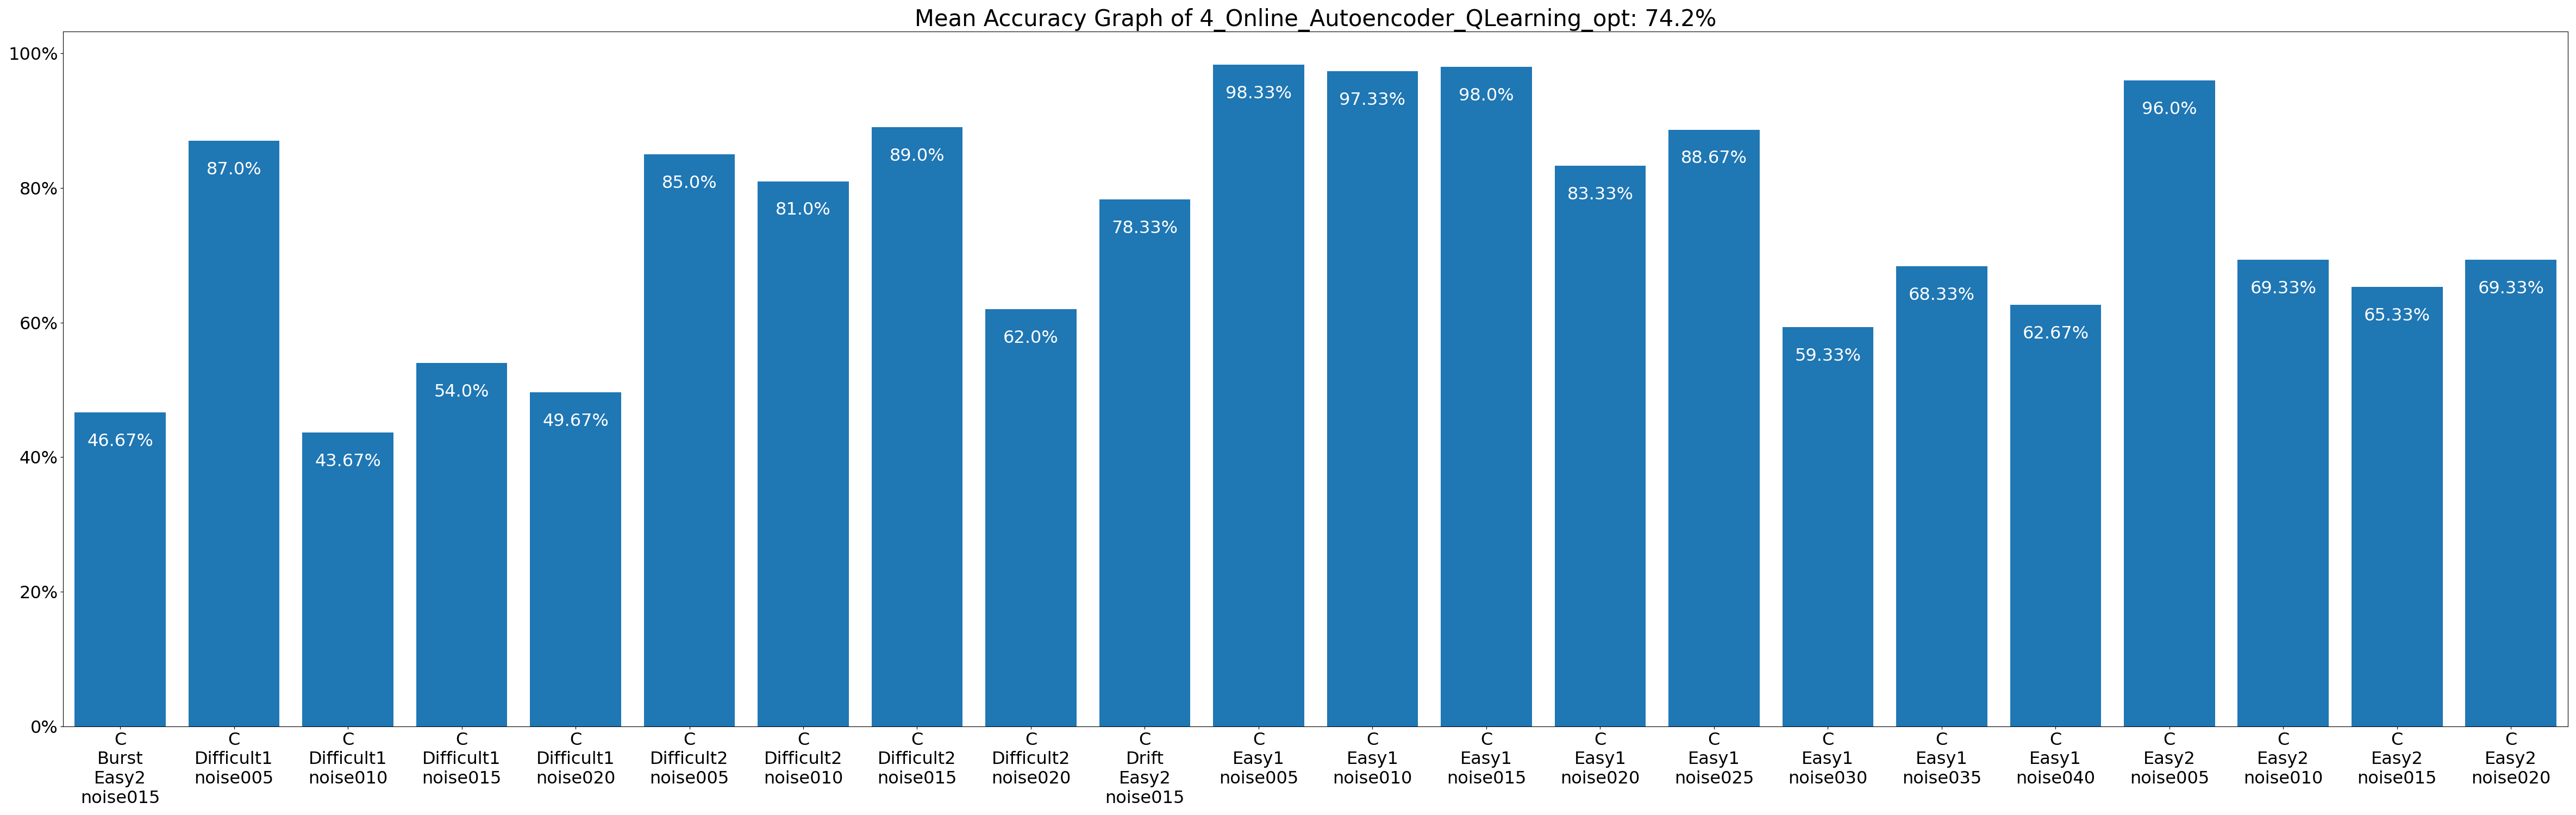 Mean Accuracy Graph of 4_Online_Autoencoder_QLearning_opt: 74.2%
100%
80%
60%
40%
20%
0%
46.67%
87.0%
43.67%
54.0%
49.67%
85.0%
81.0%
89.0%
62.0%
78.33%
98.33%
97.33%
98.0%
83.33%
88.67%
59.33%
68.33%
62.67%
96.0%
69.33%
65.33%
69.33%
C
Burst
Easy2
noise015
C
Difficult1
noise005
C
Difficult1
noise010
C
Difficult1
noise015
C
Difficult1
noise020
C
Difficult2
noise005
C
Difficult2
noise010
C
Difficult2
noise015
C
Difficult2
noise020
C
Drift
Easy2
noise015
C
Easy1
noise005
C
Easy1
noise010
C
Easy1
noise015
C
Easy1
noise020
C
Easy1
noise025
C
Easy1
noise030
C
Easy1
noise035
C
Easy1
noise040
C
Easy2
noise005
C
Easy2
noise010
C
Easy2
noise015
C
Easy2
noise020